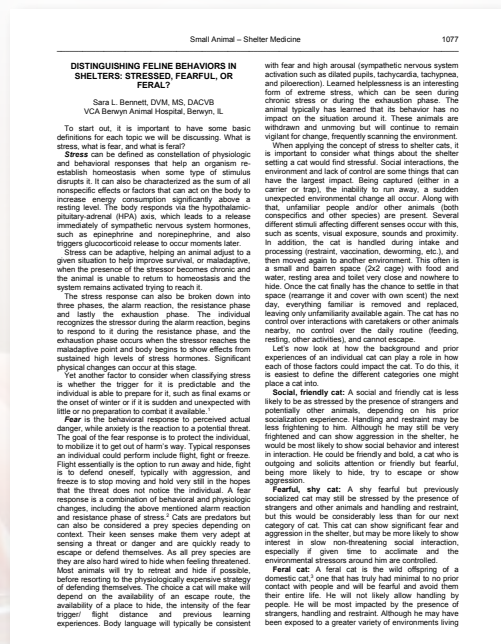 Small Animal – Shelter Medicine 1077
DISTINGUISHING FELINE BEHAVIORS IN
SHELTERS: STRESSED, FEARFUL, OR
FERAL?
Sara L. Bennett, DVM, MS, DACVB
VCA Berwyn Animal Hospital, Berwyn, IL
To start out, it is important to have some basic
definitions for each topic we will be discussing. What is
stress, what is fear, and what is feral?
Stress can be defined as constellation of physiologic
and behavioral responses that help an organism re-
establish homeostasis when some type of stimulus
disrupts it. It can also be characterized as the sum of all
nonspecific effects or factors that can act on the body to
increase energy consumption significantly above a
resting level. The body responds via the hypothalamic-
pituitary-adrenal (HPA) axis, which leads to a release
immediately of sympathetic nervous system hormones,
such as epinephrine and norepinephrine, and also
triggers glucocorticoid release to occur moments later.
Stress can be adaptive, helping an animal adjust to a
given situation to help improve survival, or maladaptive,
when the presence of the stressor becomes chronic and
the animal is unable to return to homeostasis and the
system remains activated trying to reach it.
The stress response can also be broken down into
three phases, the alarm reaction, the resistance phase
and lastly the exhaustion phase. The individual
recognizes the stressor during the alarm reaction, begins
to respond to it during the resistance phase, and the
exhaustion phase occurs when the stressor reaches the
maladaptive point and body begins to show effects from
sustained high levels of stress hormones. Significant
physical changes can occur at this stage.
Yet another factor to consider when classifying stress
is whether the trigger for it is predictable and the
individual is able to prepare for it, such as final exams or
the onset of winter or if it is sudden and unexpected with
little or no preparation to combat it available.1
Fear is the behavioral response to perceived actual
danger, while anxiety is the reaction to a potential threat.
The goal of the fear response is to protect the individual,
to mobilize it to get out of harm's way. Typical responses
an individual could perform include flight, fight or freeze.
Flight essentially is the option to run away and hide, fight
is to defend oneself, typically with aggression, and
freeze is to stop moving and hold very still in the hopes
that the threat does not notice the individual. A fear
response is a combination of behavioral and physiologic
changes, including the above mentioned alarm reaction
and resistance phase of stress.2 Cats are predators but
can also be considered a prey species depending on
context. Their keen senses make them very adept at
sensing a threat or danger and are quickly ready to
escape or defend themselves. As all prey species are
they are also hard wired to hide when feeling threatened.
Most animals will try to retreat and hide if possible,
before resorting to the physiologically expensive strategy
of defending themselves. The choice a cat will make will
depend on the availability of an escape route, the
availability of a place to hide, the intensity of the fear
trigger/ flight distance and previous learning
experiences. Body language will typically be consistent
with fear and high arousal (sympathetic nervous system
activation such as dilated pupils, tachycardia, tachypnea,
and piloerection). Learned helplessness is an interesting
form of extreme stress, which can be seen during
chronic stress or during the exhaustion phase. The
animal typically has learned that its behavior has no
impact on the situation around it. These animals are
withdrawn and unmoving but will continue to remain
vigilant for change, frequently scanning the environment.
When applying the concept of stress to shelter cats, it
is important to consider what things about the shelter
setting a cat would find stressful. Social interactions, the
environment and lack of control are some things that can
have the largest impact. Being captured (either in a
carrier or trap), the inability to run away, a sudden
unexpected environmental change all occur. Along with
that, unfamiliar people and/or other animals (both
conspecifics and other species) are present. Several
different stimuli affecting different senses occur with this,
such as scents, visual exposure, sounds and proximity.
In addition, the cat is handled during intake and
processing (restraint, vaccination, deworming, etc.), and
then moved again to another environment. This often is
a small and barren space (2x2 cage) with food and
water, resting area and toilet very close and nowhere to
hide. Once the cat finally has the chance to settle in that
space (rearrange it and cover with own scent) the next
day, everything familiar is removed and replaced,
leaving only unfamiliarity available again. The cat has no
control over interactions with caretakers or other animals
nearby, no control over the daily routine (feeding,
resting, other activities), and cannot escape.
Let's now look at how the background and prior
experiences of an individual cat can play a role in how
each of those factors could impact the cat. To do this, it
is easiest to define the different categories one might
place a cat into.
Social, friendly cat: A social and friendly cat is less
likely to be as stressed by the presence of strangers and
potentially other animals, depending on his prior
socialization experience. Handling and restraint may be
less frightening to him. Although he may still be very
frightened and can show aggression in the shelter, he
would be most likely to show social behavior and interest
in interaction. He could be friendly and bold, a cat who is
outgoing and solicits attention or friendly but fearful,
being more likely to hide, try to escape or show
aggression.
Fearful, shy cat: A shy fearful but previously
socialized cat may still be stressed by the presence of
strangers and other animals and handling and restraint,
but this would be considerably less than for our next
category of cat. This cat can show significant fear and
aggression in the shelter, but may be more likely to show
interest in slow non-threatening social interaction,
especially if given time to acclimate and the
environmental stressors around him are controlled.
Feral cat: A feral cat is the wild offspring of a
domestic cat,3 one that has truly had minimal to no prior
contact with people and will be fearful and avoid them
their entire life. He will not likely allow handling by
people. He will be most impacted by the presence of
strangers, handling and restraint. Although he may have
been exposed to a greater variety of environments living